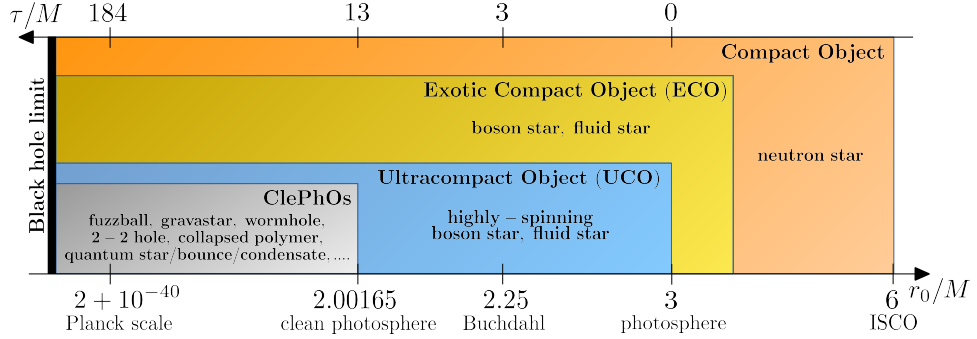 τ/M 184 13 3 0
Compact Object
Exotic Compact Object (ECO)
boson star, fluid star
neutron star
Black hole limit
Ultracompact Object (UCO)
ClePhOs
fuzzball, gravastar, wormhole,
2 − 2 hole, collapsed polymer,
quantum star/bounce/condensate, ....
highly − spinning
boson star, fluid star
2 + 10⁻⁴⁰ 2.00165 2.25 3 6 r₀/M
Planck scale clean photosphere Buchdahl photosphere ISCO